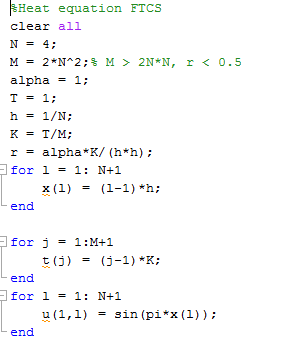 %Heat equation FTCS
clear all
N = 4;
M = 2*N^2;% M > 2N*N, r < 0.5
alpha = 1;
T = 1;
h = 1/N;
K = T/M;
r = alpha*K/(h*h);
for l = 1: N+1
x(l) = (l-1)*h;
end
for j = 1:M+1
t(j) = (j-1)*K;
end
for l = 1: N+1
u(1,l) = sin(pi*x(l));
end